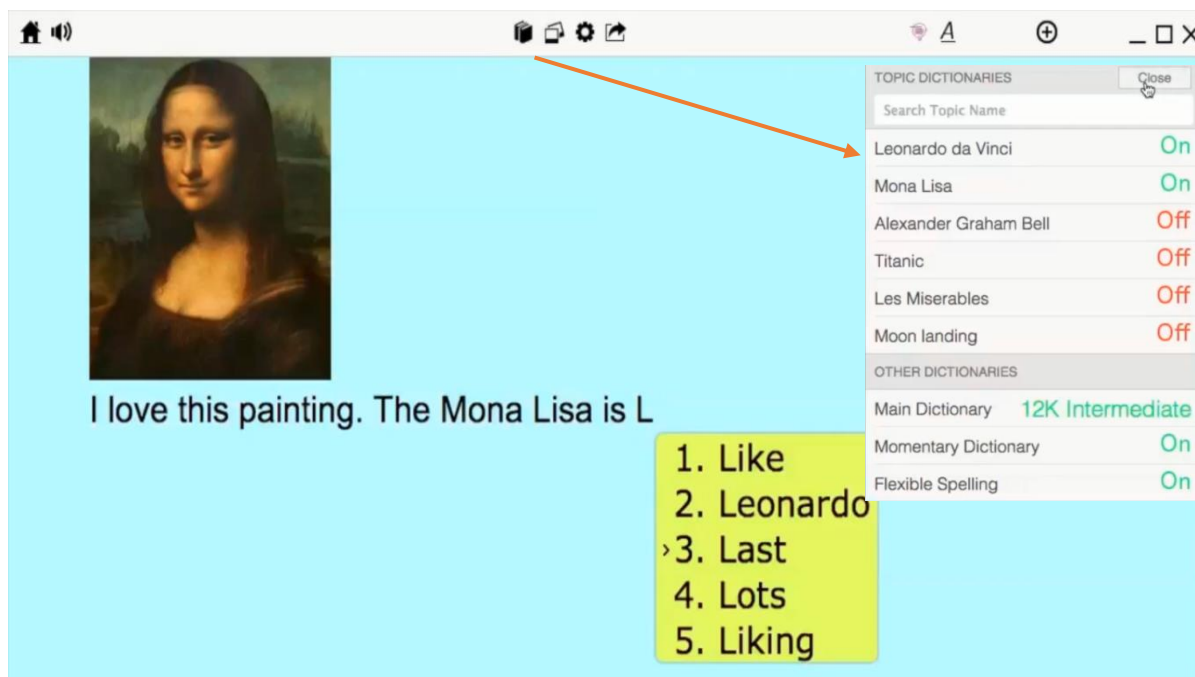 A
TOPIC DICTIONARIES Close
Search Topic Name
Leonardo da Vinci On
Mona Lisa On
Alexander Graham Bell Off
Titanic Off
Les Miserables Off
Moon landing Off
OTHER DICTIONARIES
Main Dictionary 12K Intermediate
Momentary Dictionary On
Flexible Spelling On
I love this painting. The Mona Lisa is L
1. Like
2. Leonardo
›3. Last
4. Lots
5. Liking